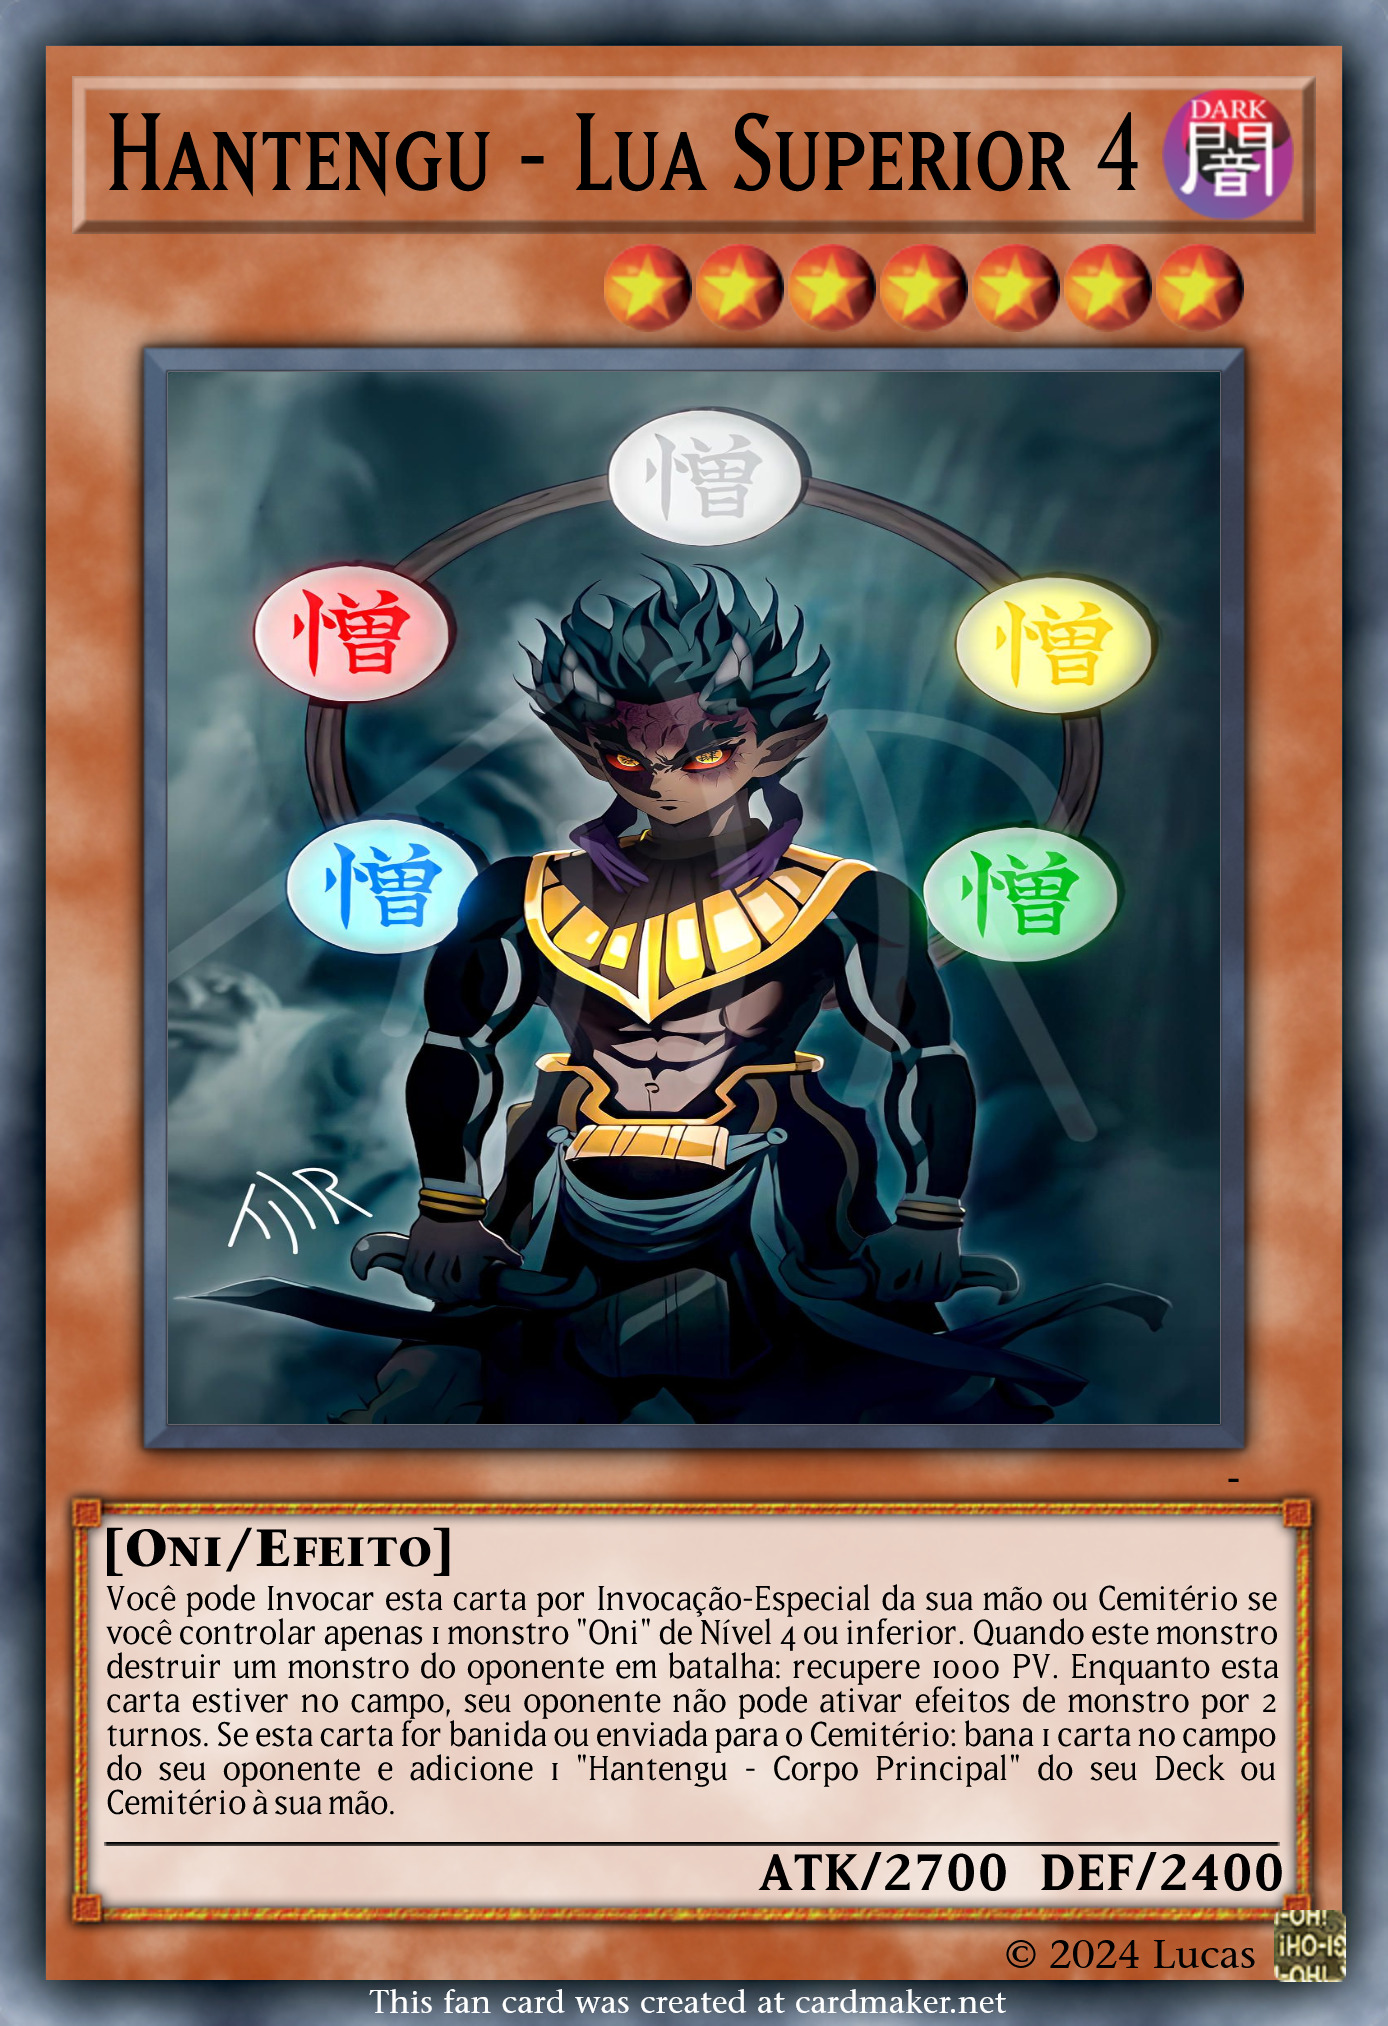 Hantengu - Lua Superior 4
DARK
闇
憎
憎
憎
憎
憎
-
[Oni/Efeito]
Você pode Invocar esta carta por Invocação-Especial da sua mão ou Cemitério se
você controlar apenas 1 monstro "Oni" de Nível 4 ou inferior. Quando este monstro
destruir um monstro do oponente em batalha: recupere 1000 PV. Enquanto esta
carta estiver no campo, seu oponente não pode ativar efeitos de monstro por 2
turnos. Se esta carta for banida ou enviada para o Cemitério: bana 1 carta no campo
do seu oponente e adicione 1 "Hantengu - Corpo Principal" do seu Deck ou
Cemitério à sua mão.
ATK/2700 DEF/2400
© 2024 Lucas
This fan card was created at cardmaker.net